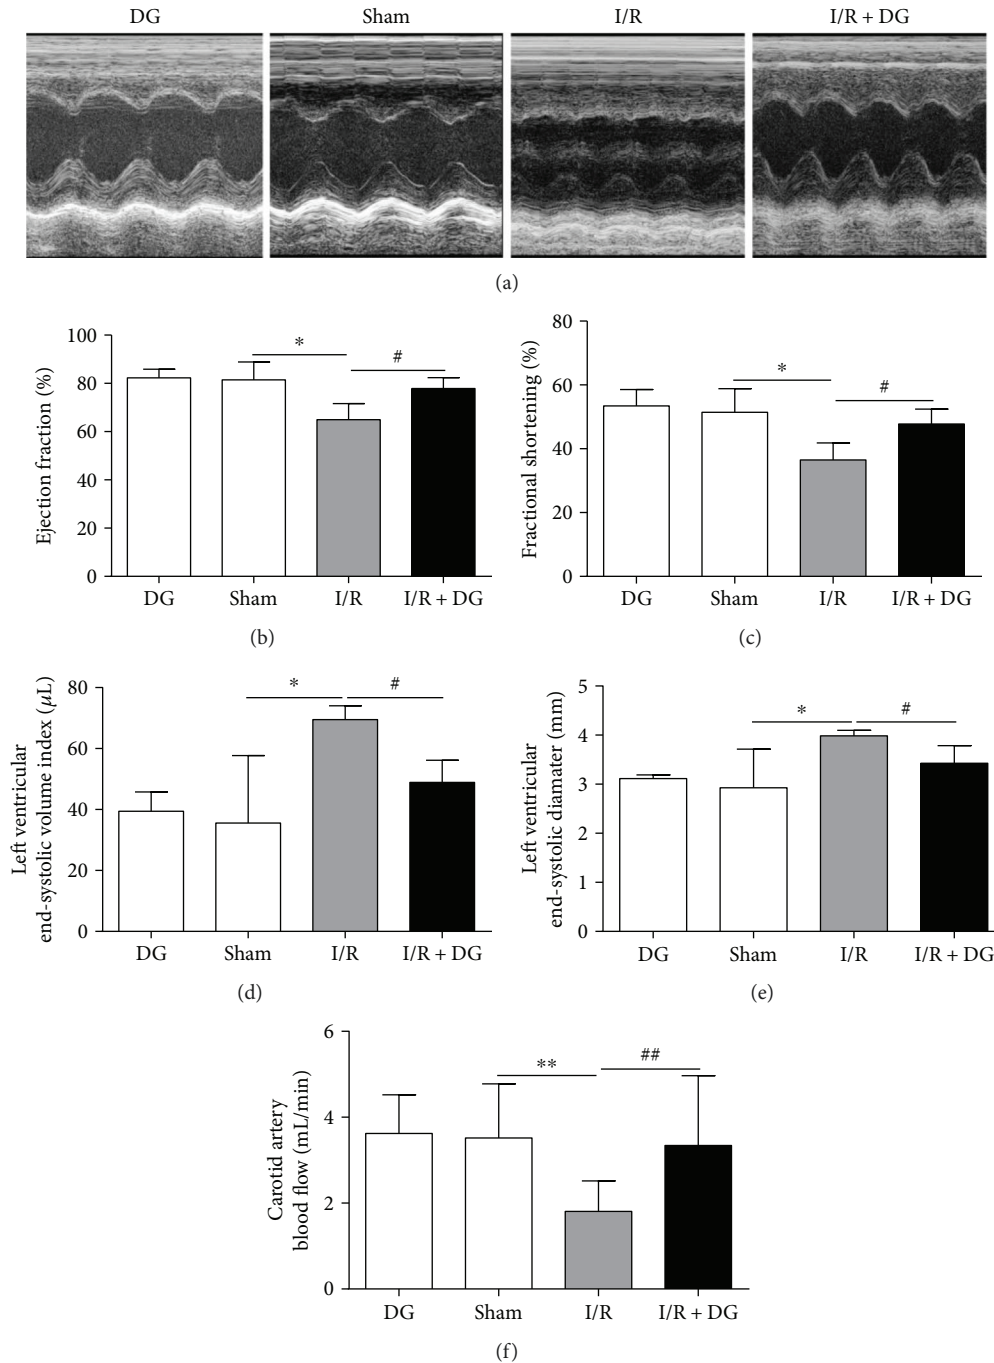 DG Sham I/R I/R + DG
(a)
Ejection fraction (%)
100
80
60
40
20
0
* #
DG Sham I/R I/R + DG
(b)
Fractional shortening (%)
80
60
40
20
0
* #
DG Sham I/R I/R + DG
(c)
Left ventricular
end-systolic volume index (μL)
80
60
40
20
0
* #
DG Sham I/R I/R + DG
(d)
Left ventricular
end-systolic diamater (mm)
5
4
3
2
1
0
* #
DG Sham I/R I/R + DG
(e)
Carotid artery
blood flow (mL/min)
6
4
2
0
** ##
DG Sham I/R I/R + DG
(f)